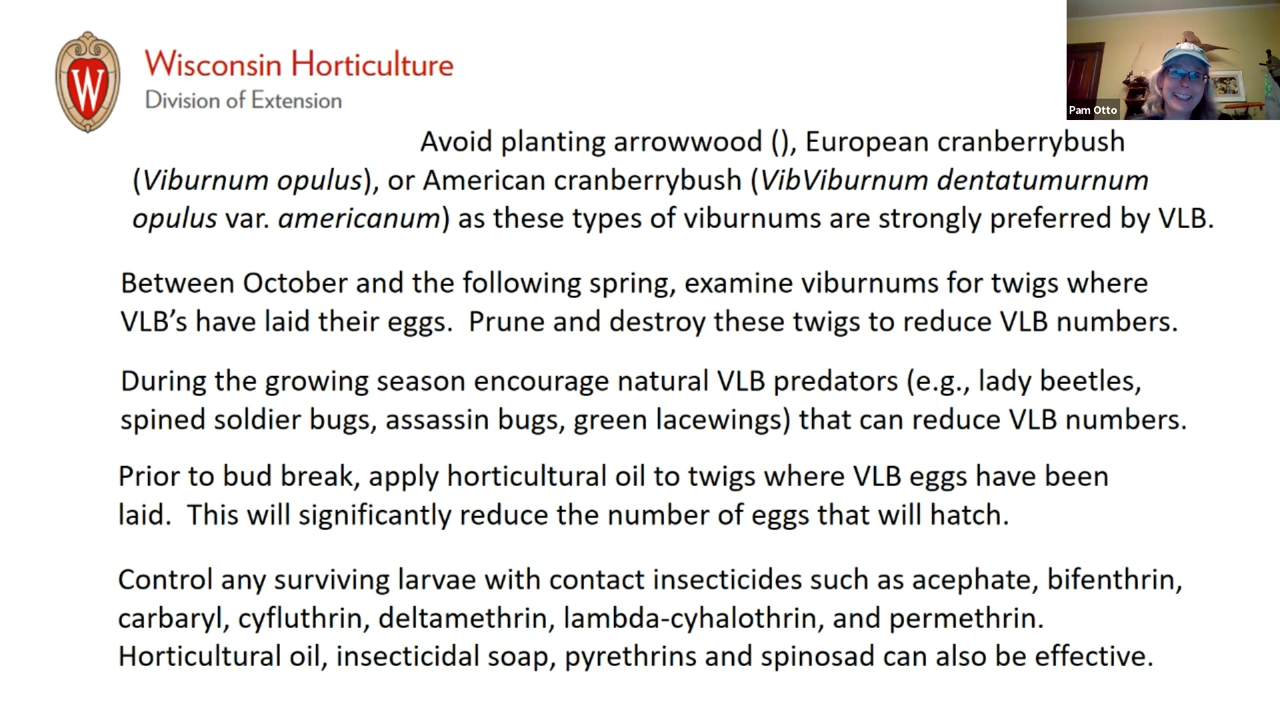 Wisconsin Horticulture
Division of Extension
Pam Otto
Avoid planting arrowwood (), European cranberrybush
(Viburnum opulus), or American cranberrybush (VibViburnum dentatumurnum
opulus var. americanum) as these types of viburnums are strongly preferred by VLB.
Between October and the following spring, examine viburnums for twigs where
VLB’s have laid their eggs.  Prune and destroy these twigs to reduce VLB numbers.
During the growing season encourage natural VLB predators (e.g., lady beetles,
spined soldier bugs, assassin bugs, green lacewings) that can reduce VLB numbers.
Prior to bud break, apply horticultural oil to twigs where VLB eggs have been
laid.  This will significantly reduce the number of eggs that will hatch.
Control any surviving larvae with contact insecticides such as acephate, bifenthrin,
carbaryl, cyfluthrin, deltamethrin, lambda-cyhalothrin, and permethrin.
Horticultural oil, insecticidal soap, pyrethrins and spinosad can also be effective.
W